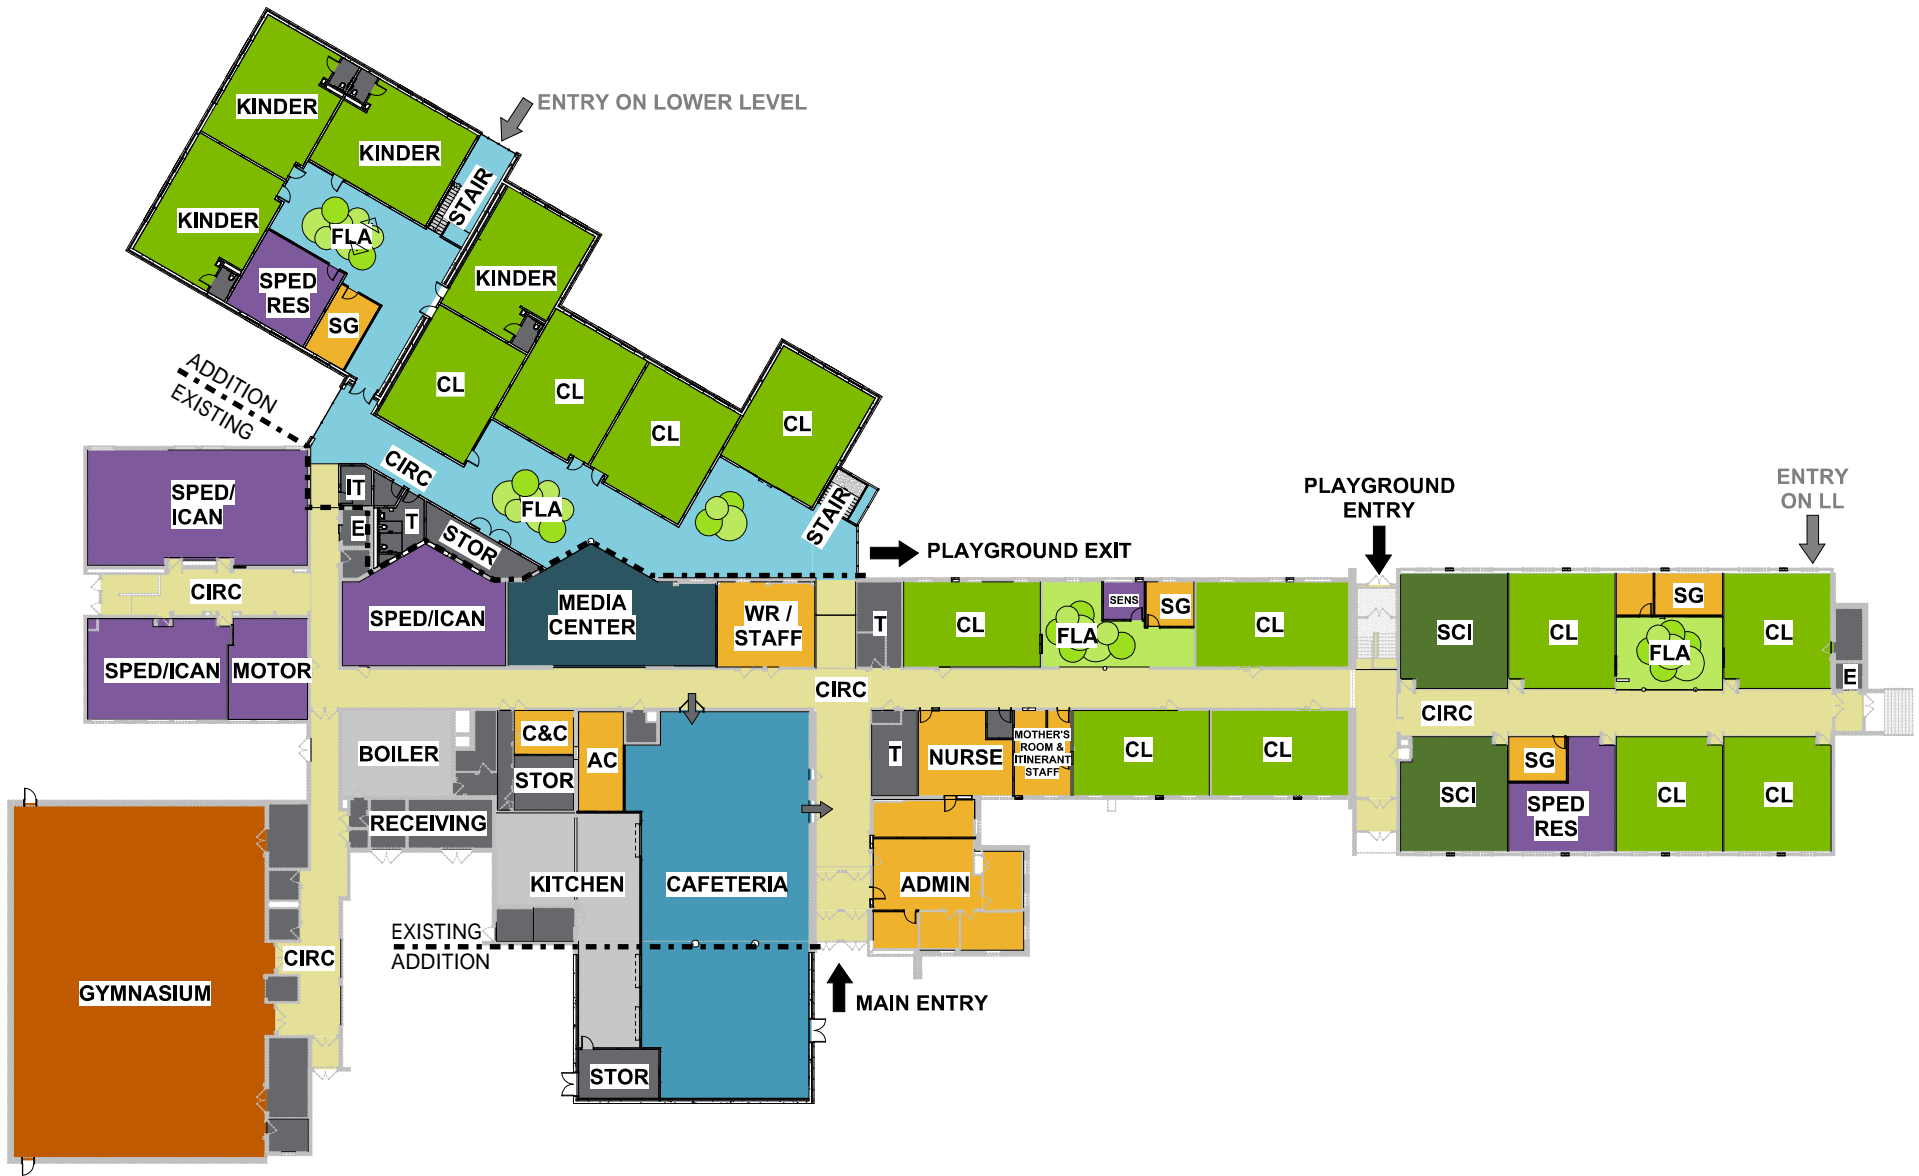 KINDER
ENTRY ON LOWER LEVEL
KINDER
STAIR
KINDER
FLA
SPED
RES
KINDER
SG
ADDITION
EXISTING
CL
CL
CL
CL
CIRC
SPED/
ICAN
IT
FLA
STAIR
E
T
STOR
PLAYGROUND EXIT
PLAYGROUND
ENTRY
ENTRY
ON LL
CIRC
SPED/ICAN
MEDIA
CENTER
WR /
STAFF
T
CL
FLA
SENS
SG
CL
SCI
CL
SG
FLA
CL
E
SPED/ICAN
MOTOR
CIRC
CIRC
BOILER
C&C
STOR
AC
T
NURSE
MOTHER'S
ROOM &
ITINERANT
STAFF
CL
CL
SCI
SG
SPED
RES
CL
CL
RECEIVING
KITCHEN
CAFETERIA
ADMIN
EXISTING
ADDITION
CIRC
GYMNASIUM
MAIN ENTRY
STOR